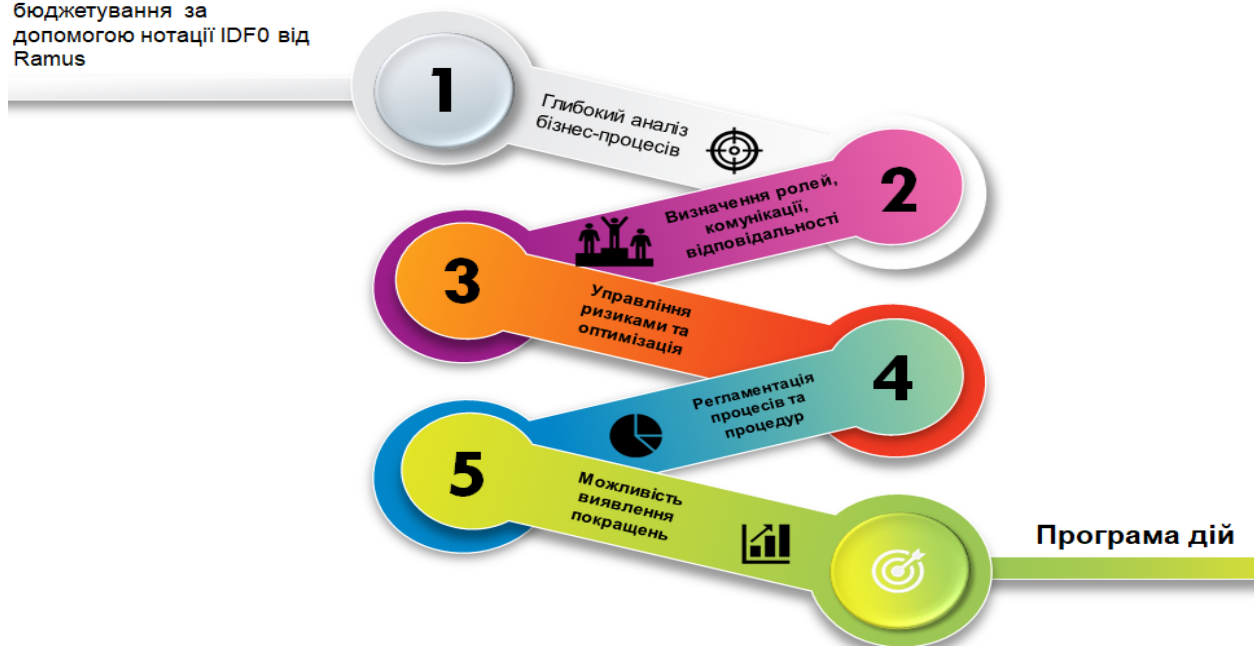 бюджетування за
допомогою нотації IDF0 від
Ramus
1
Глибокий аналіз
бізнес-процесів
2
Визначення ролей,
комунікації,
відповідальності
3
Управління
ризиками та
оптимізація
4
Регламентація
процесів та
процедур
5
Можливість
виявлення
покращень
Програма дій